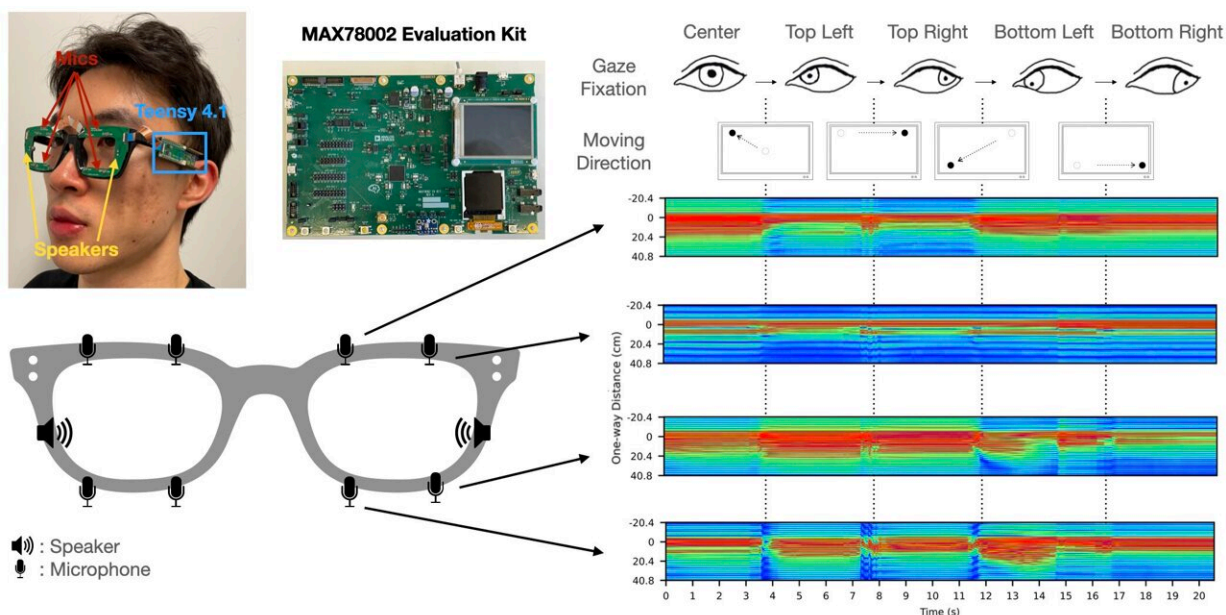 Mics
Teensy 4.1
Speakers
MAX78002 Evaluation Kit
Center
Top Left
Top Right
Bottom Left
Bottom Right
Gaze
Fixation
Moving
Direction
One-way Distance (cm)
-20.4
0
20.4
40.8
-20.4
0
20.4
40.8
-20.4
0
20.4
40.8
-20.4
0
20.4
40.8
0 1 2 3 4 5 6 7 8 9 10 11 12 13 14 15 16 17 18 19 20
Time (s)
: Speaker
: Microphone